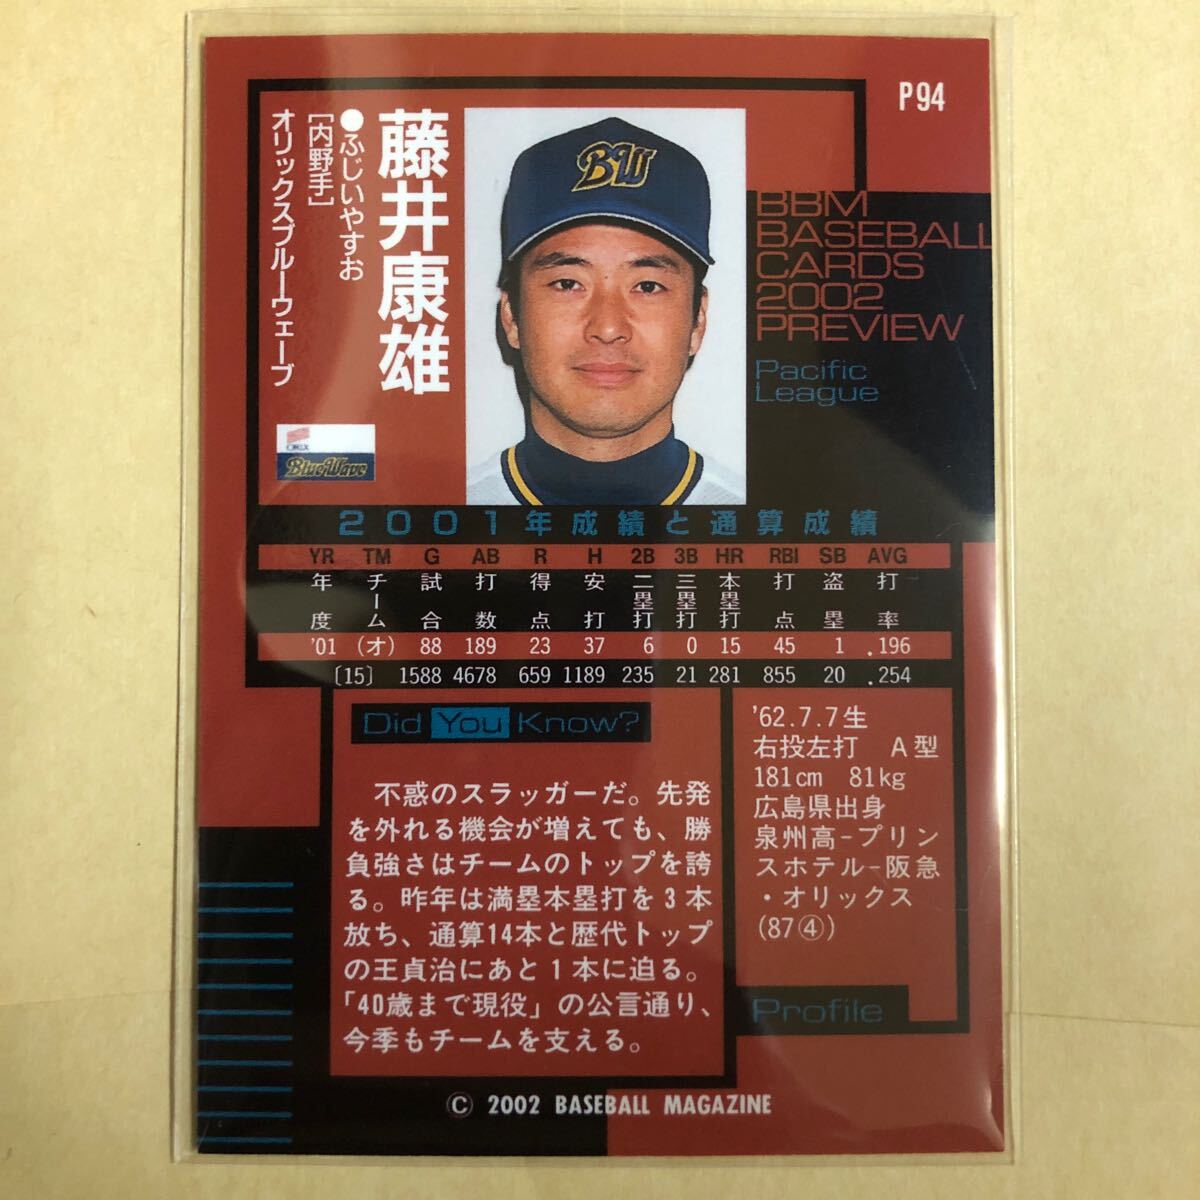 P94
藤井康雄
●ふじいやすお
[内野手]
オリックスブルーウェーブ
BW
ORIX
BlueWave
BBM
BASEBALL
CARDS
2002
PREVIEW
Pacific
League
2001年成績と通算成績
YR TM G AB R H 2B 3B HR RBI SB AVG
年度 チーム 試合 打数 得点 安打 二塁打 三塁打 本塁打 打点 盗塁 打率
'01 (オ) 88 189 23 37 6 0 15 45 1 .196
[15] 1588 4678 659 1189 235 21 281 855 20 .254
Did You Know?
不惑のスラッガーだ。先発
を外れる機会が増えても、勝
負強さはチームのトップを誇
る。昨年は満塁本塁打を3本
放ち、通算14本と歴代トップ
の王貞治にあと1本に迫る。
「40歳まで現役」の公言通り、
今季もチームを支える。
'62.7.7生
右投左打 A型
181cm 81kg
広島県出身
泉州高-プリン
スホテル-阪急
・オリックス
(87④)
Profile
© 2002 BASEBALL MAGAZINE